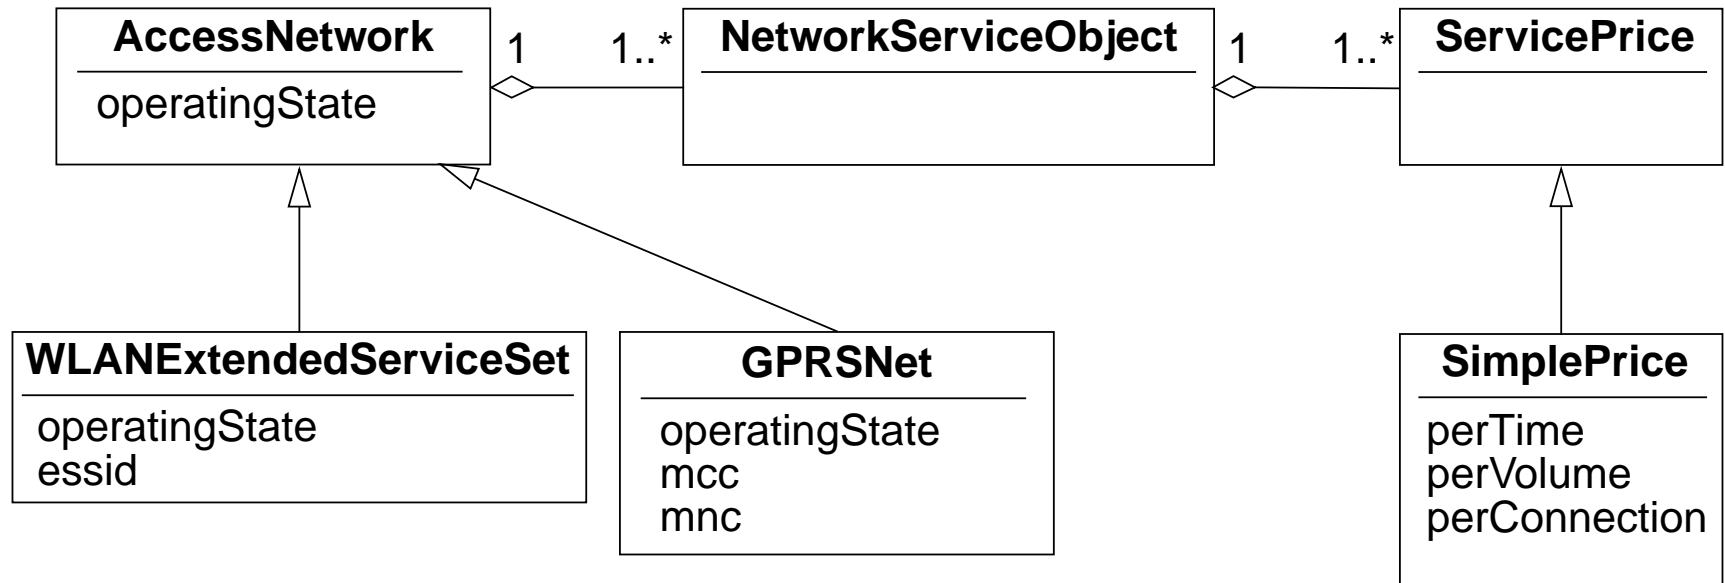 AccessNetwork
operatingState
1
1..*
NetworkServiceObject
1
1..*
ServicePrice
WLANExtendedServiceSet
operatingState
essid
GPRSNet
operatingState
mcc
mnc
SimplePrice
perTime
perVolume
perConnection